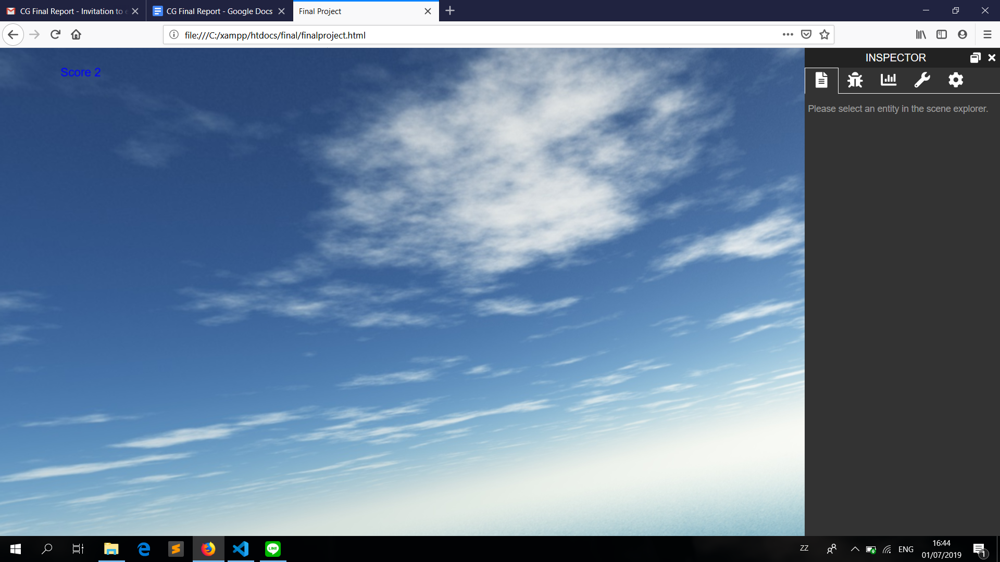 CG Final Report - Invitation to e
CG Final Report - Google Docs
Final Project
file:///C:/xampp/htdocs/final/finalproject.html
Score 2
INSPECTOR
Please select an entity in the scene explorer.
LINE
ZZ
ENG
16:44
01/07/2019
1